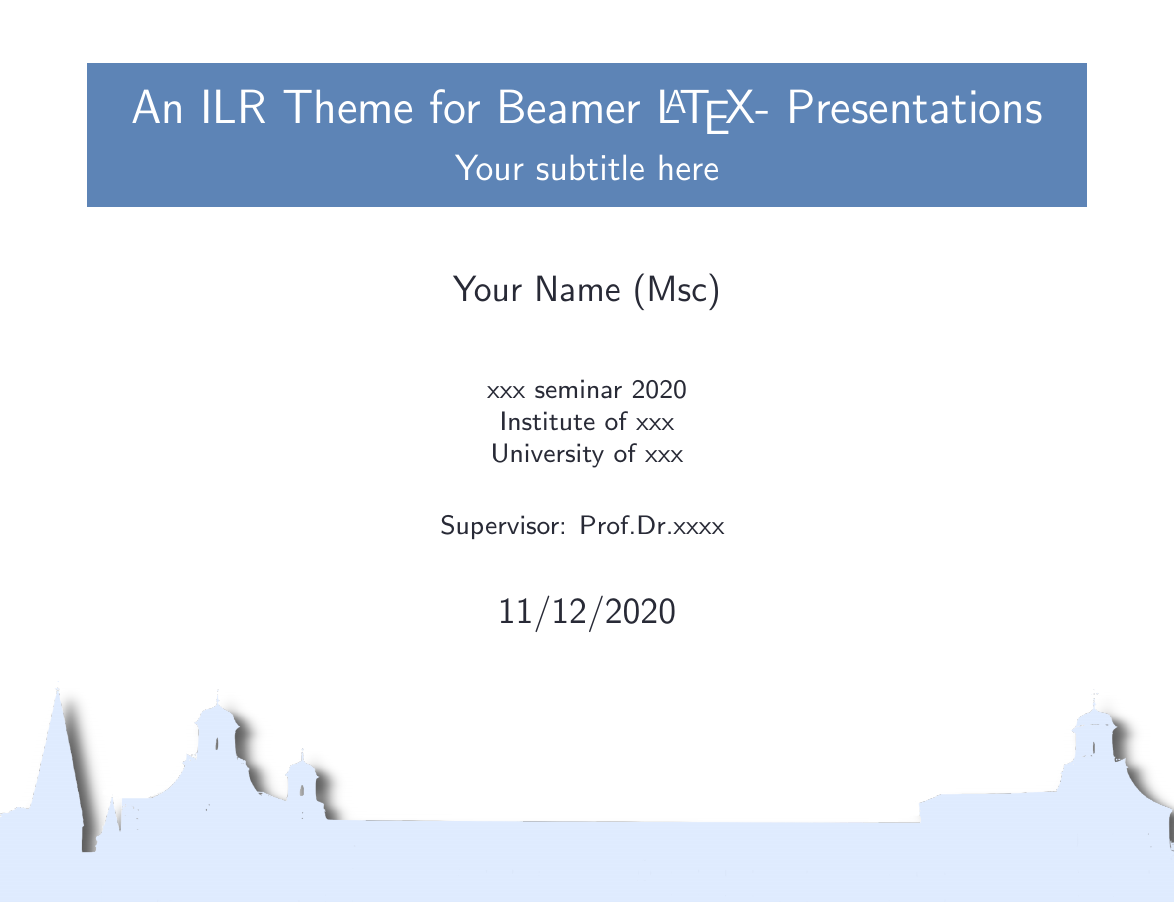 An ILR Theme for Beamer LATEX- Presentations
Your subtitle here
Your Name (Msc)
xxx seminar 2020
Institute of xxx
University of xxx
Supervisor: Prof.Dr.xxxx
11/12/2020